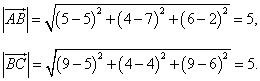 |AB⃗| = √((5−5)² + (4−7)² + (6−2)²) = 5,
|BC⃗| = √((9−5)² + (4−4)² + (9−6)²) = 5.